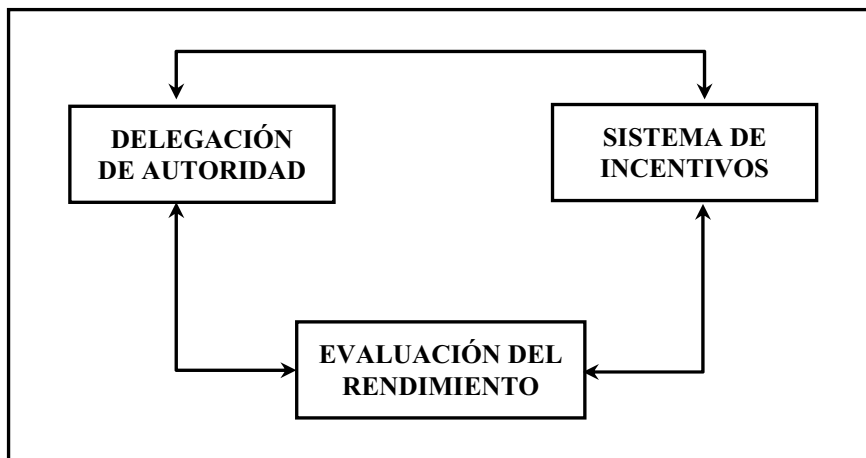 DELEGACIÓN
DE AUTORIDAD
SISTEMA DE
INCENTIVOS
EVALUACIÓN DEL
RENDIMIENTO